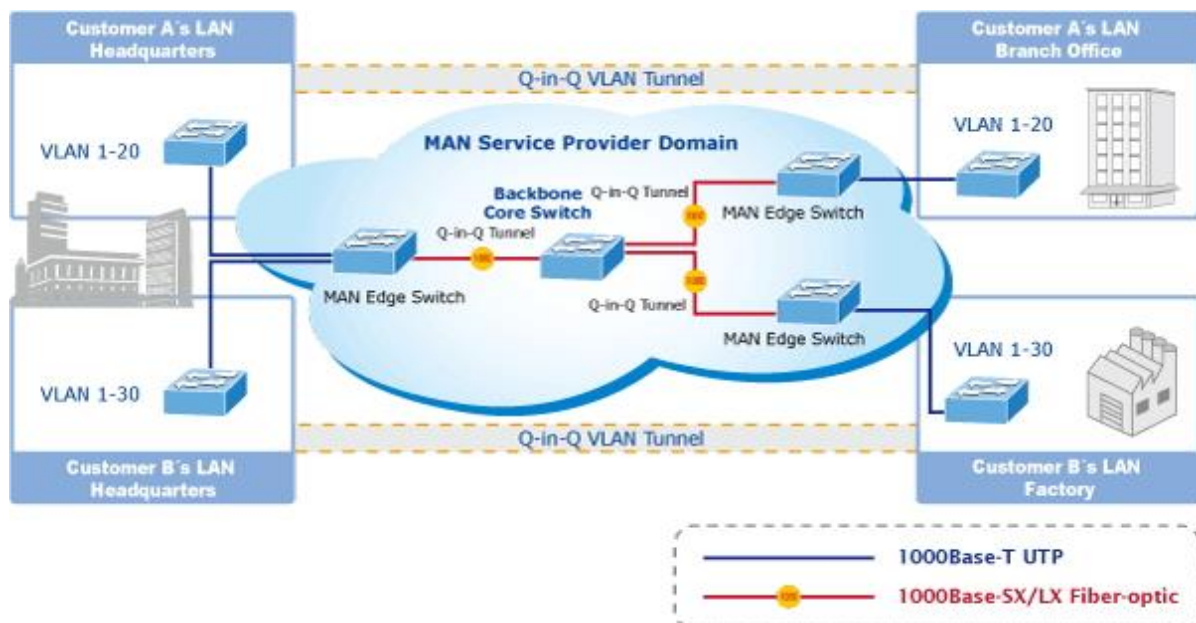 Customer A's LAN
Headquarters
Customer A's LAN
Branch Office
Q-in-Q VLAN Tunnel
VLAN 1-20
MAN Service Provider Domain
VLAN 1-20
Q-in-Q Tunnel
Backbone
Core Switch
MAN Edge Switch
Q-in-Q Tunnel
MAN Edge Switch
Q-in-Q Tunnel
MAN Edge Switch
VLAN 1-30
VLAN 1-30
Q-in-Q VLAN Tunnel
Customer B's LAN
Headquarters
Customer B's LAN
Factory
1000Base-T UTP
1000Base-SX/LX Fiber-optic